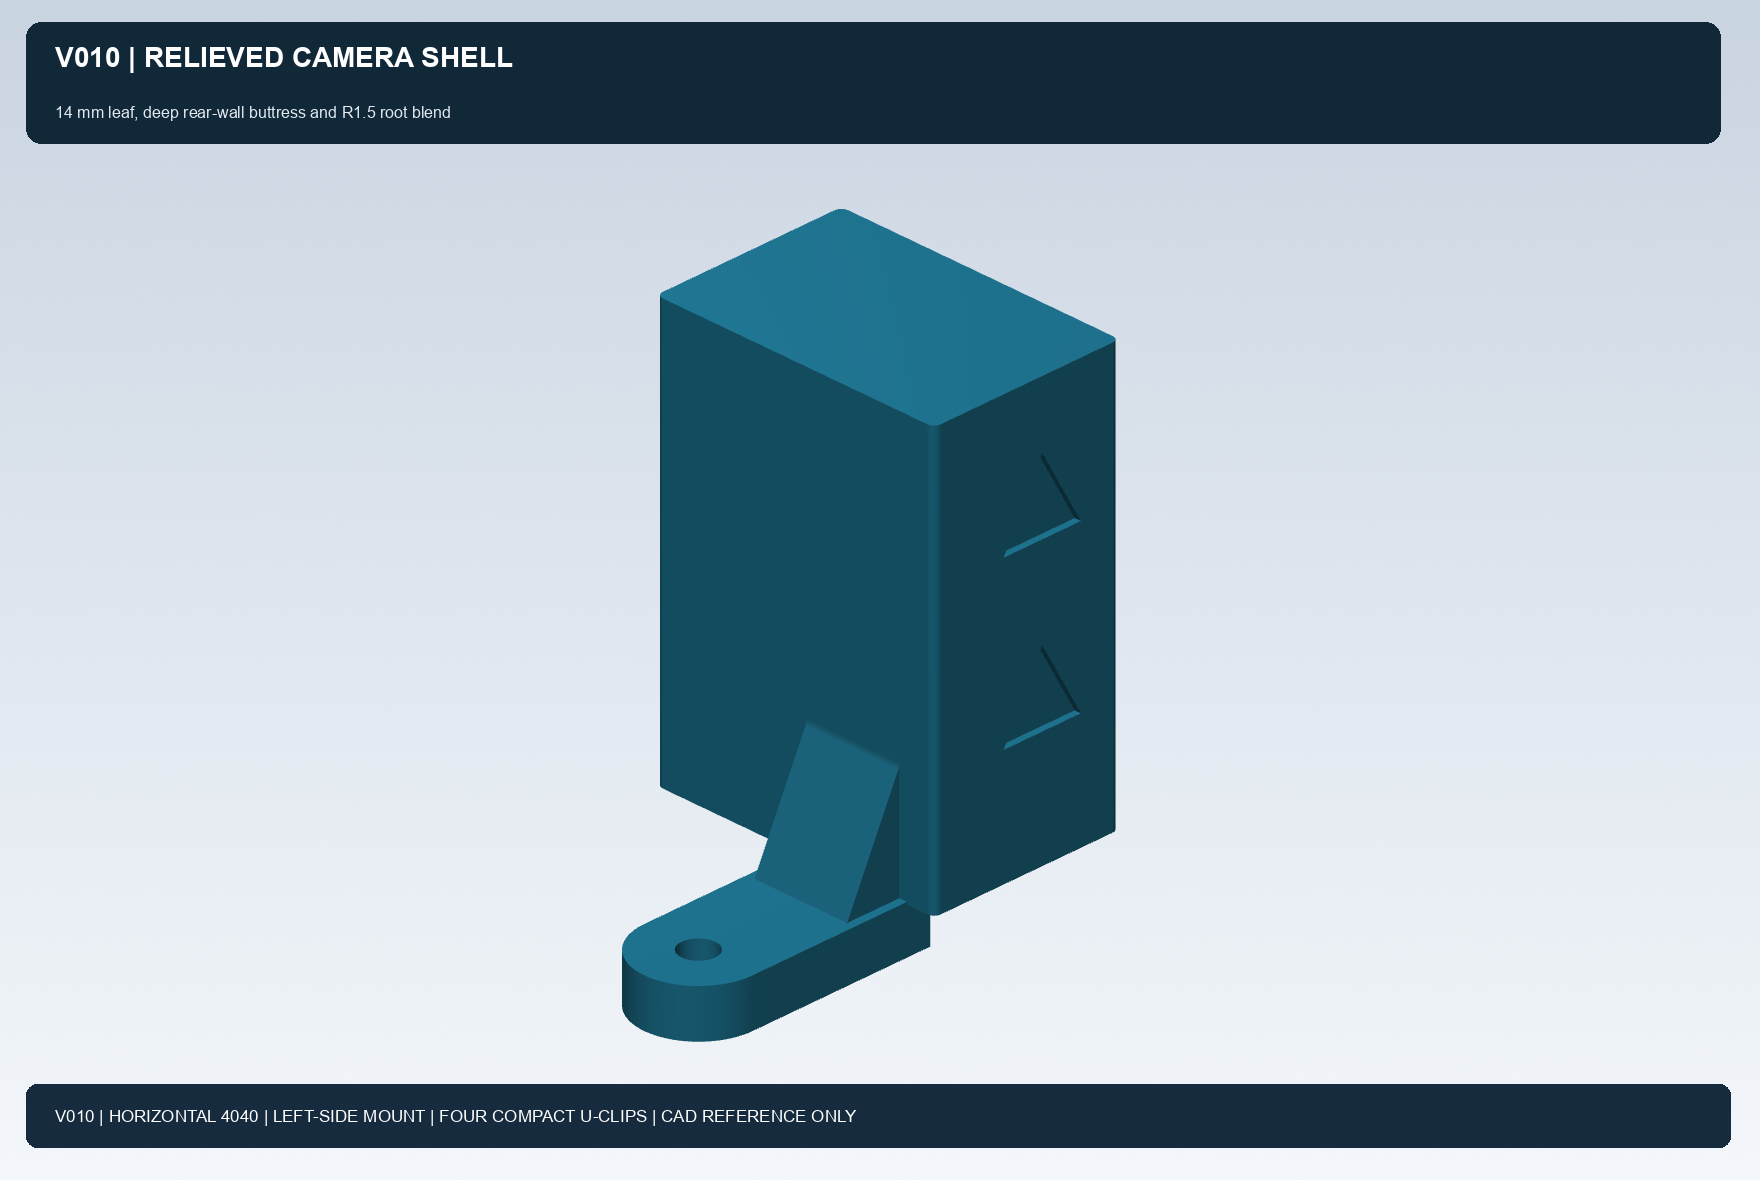 V010 | RELIEVED CAMERA SHELL
14 mm leaf, deep rear-wall buttress and R1.5 root blend
V010 | HORIZONTAL 4040 | LEFT-SIDE MOUNT | FOUR COMPACT U-CLIPS | CAD REFERENCE ONLY